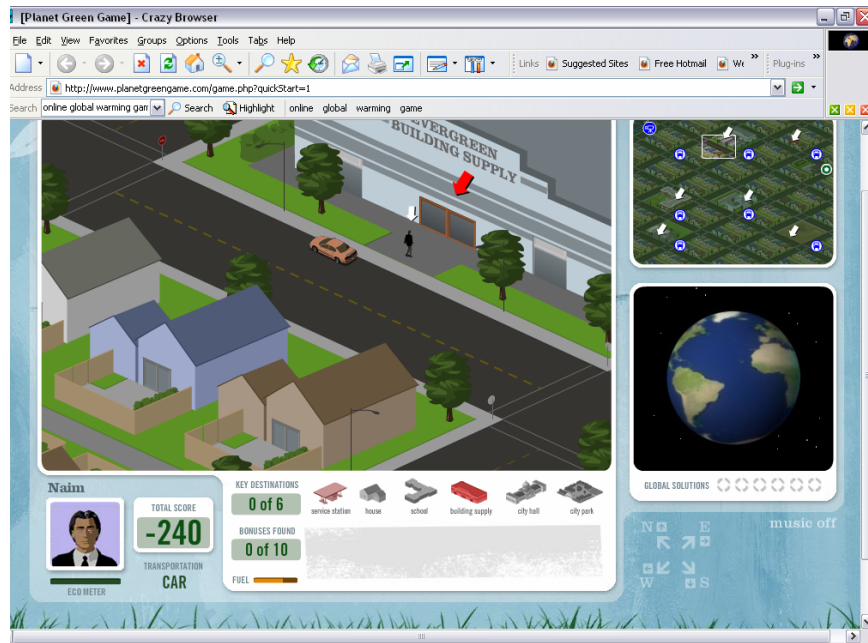 [Planet Green Game] - Crazy Browser
File Edit View Favorites Groups Options Tools Tabs Help
Links Suggested Sites Free Hotmail Plug-ins
Address http://www.planetgreengame.com/game.php?quickStart=1
Search online global warming gam Search Highlight online global warming game
EVERGREEN
BUILDING SUPPLY
GLOBAL SOLUTIONS
Naim
TOTAL SCORE
-240
TRANSPORTATION
CAR
ECO METER
KEY DESTINATIONS
0 of 6
service station house school building supply city hall city park
BONUSES FOUND
0 of 10
FUEL
N E
W S
music off